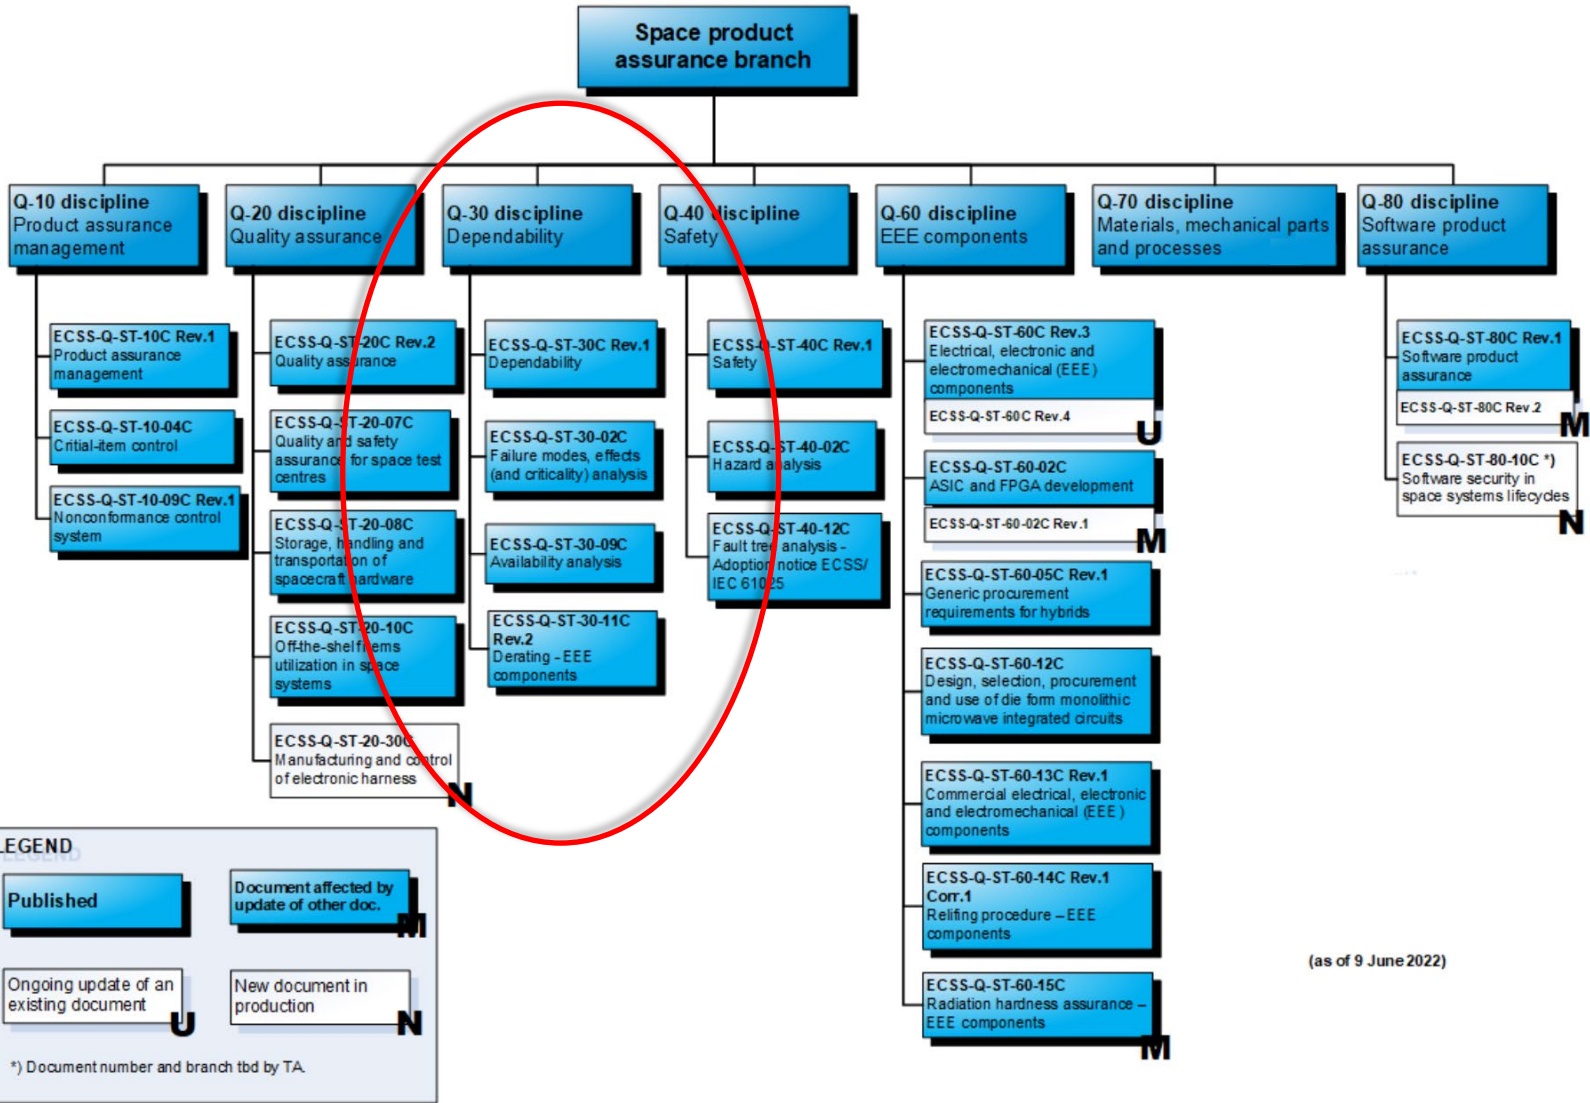 Space product
assurance branch
Q-10 discipline
Product assurance
management
Q-20 discipline
Quality assurance
Q-30 discipline
Dependability
Q-40 discipline
Safety
Q-60 discipline
EEE components
Q-70 discipline
Materials, mechanical parts
and processes
Q-80 discipline
Software product
assurance
ECSS-Q-ST-10C Rev.1
Product assurance
management
ECSS-Q-ST-10-04C
Critial-item control
ECSS-Q-ST-10-09C Rev.1
Nonconformance control
system
ECSS-Q-ST-20C Rev.2
Quality assurance
ECSS-Q-ST-20-07C
Quality and safety
assurance for space test
centres
ECSS-Q-ST-20-08C
Storage, handling and
transportation of
spacecraft hardware
ECSS-Q-ST-20-10C
Off-the-shelf items
utilization in space
systems
ECSS-Q-ST-20-30C
Manufacturing and control
of electronic harness
N
ECSS-Q-ST-30C Rev.1
Dependability
ECSS-Q-ST-30-02C
Failure modes, effects
(and criticality) analysis
ECSS-Q-ST-30-09C
Availability analysis
ECSS-Q-ST-30-11C
Rev.2
Derating - EEE
components
ECSS-Q-ST-40C Rev.1
Safety
ECSS-Q-ST-40-02C
Hazard analysis
ECSS-Q-ST-40-12C
Fault tree analysis -
Adoption notice ECSS/
IEC 61025
ECSS-Q-ST-60C Rev.3
Electrical, electronic and
electromechanical (EEE)
components
ECSS-Q-ST-60C Rev.4
U
ECSS-Q-ST-60-02C
ASIC and FPGA development
ECSS-Q-ST-60-02C Rev.1
M
ECSS-Q-ST-60-05C Rev.1
Generic procurement
requirements for hybrids
ECSS-Q-ST-60-12C
Design, selection, procurement
and use of die form monolithic
microwave integrated circuits
ECSS-Q-ST-60-13C Rev.1
Commercial electrical, electronic
and electromechanical (EEE)
components
ECSS-Q-ST-60-14C Rev.1
Corr.1
Relifing procedure – EEE
components
ECSS-Q-ST-60-15C
Radiation hardness assurance –
EEE components
M
ECSS-Q-ST-80C Rev.1
Software product
assurance
ECSS-Q-ST-80C Rev.2
M
ECSS-Q-ST-80-10C *)
Software security in
space systems lifecycles
N
LEGEND
LEGEND
Published
Document affected by
update of other doc.
M
Ongoing update of an
existing document
U
New document in
production
N
*) Document number and branch tbd by TA.
(as of 9 June 2022)